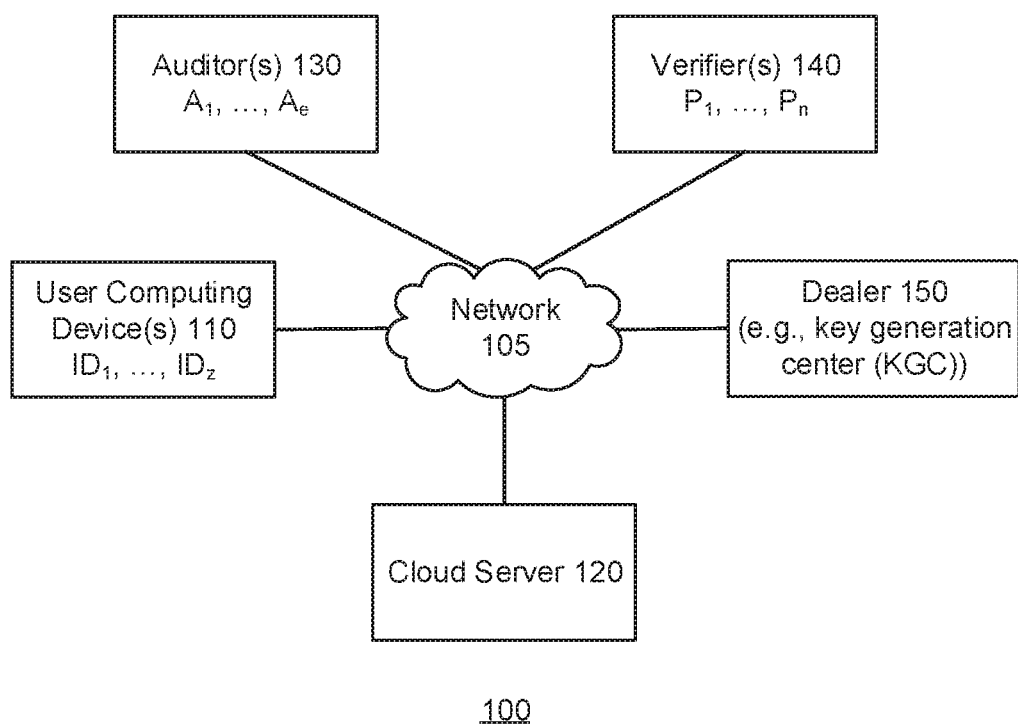 Auditor(s) 130
A₁, ..., Aₑ
Verifier(s) 140
P₁, ..., Pₙ
User Computing
Device(s) 110
ID₁, ..., ID_z
Network
105
Dealer 150
(e.g., key generation
center (KGC))
Cloud Server 120
100